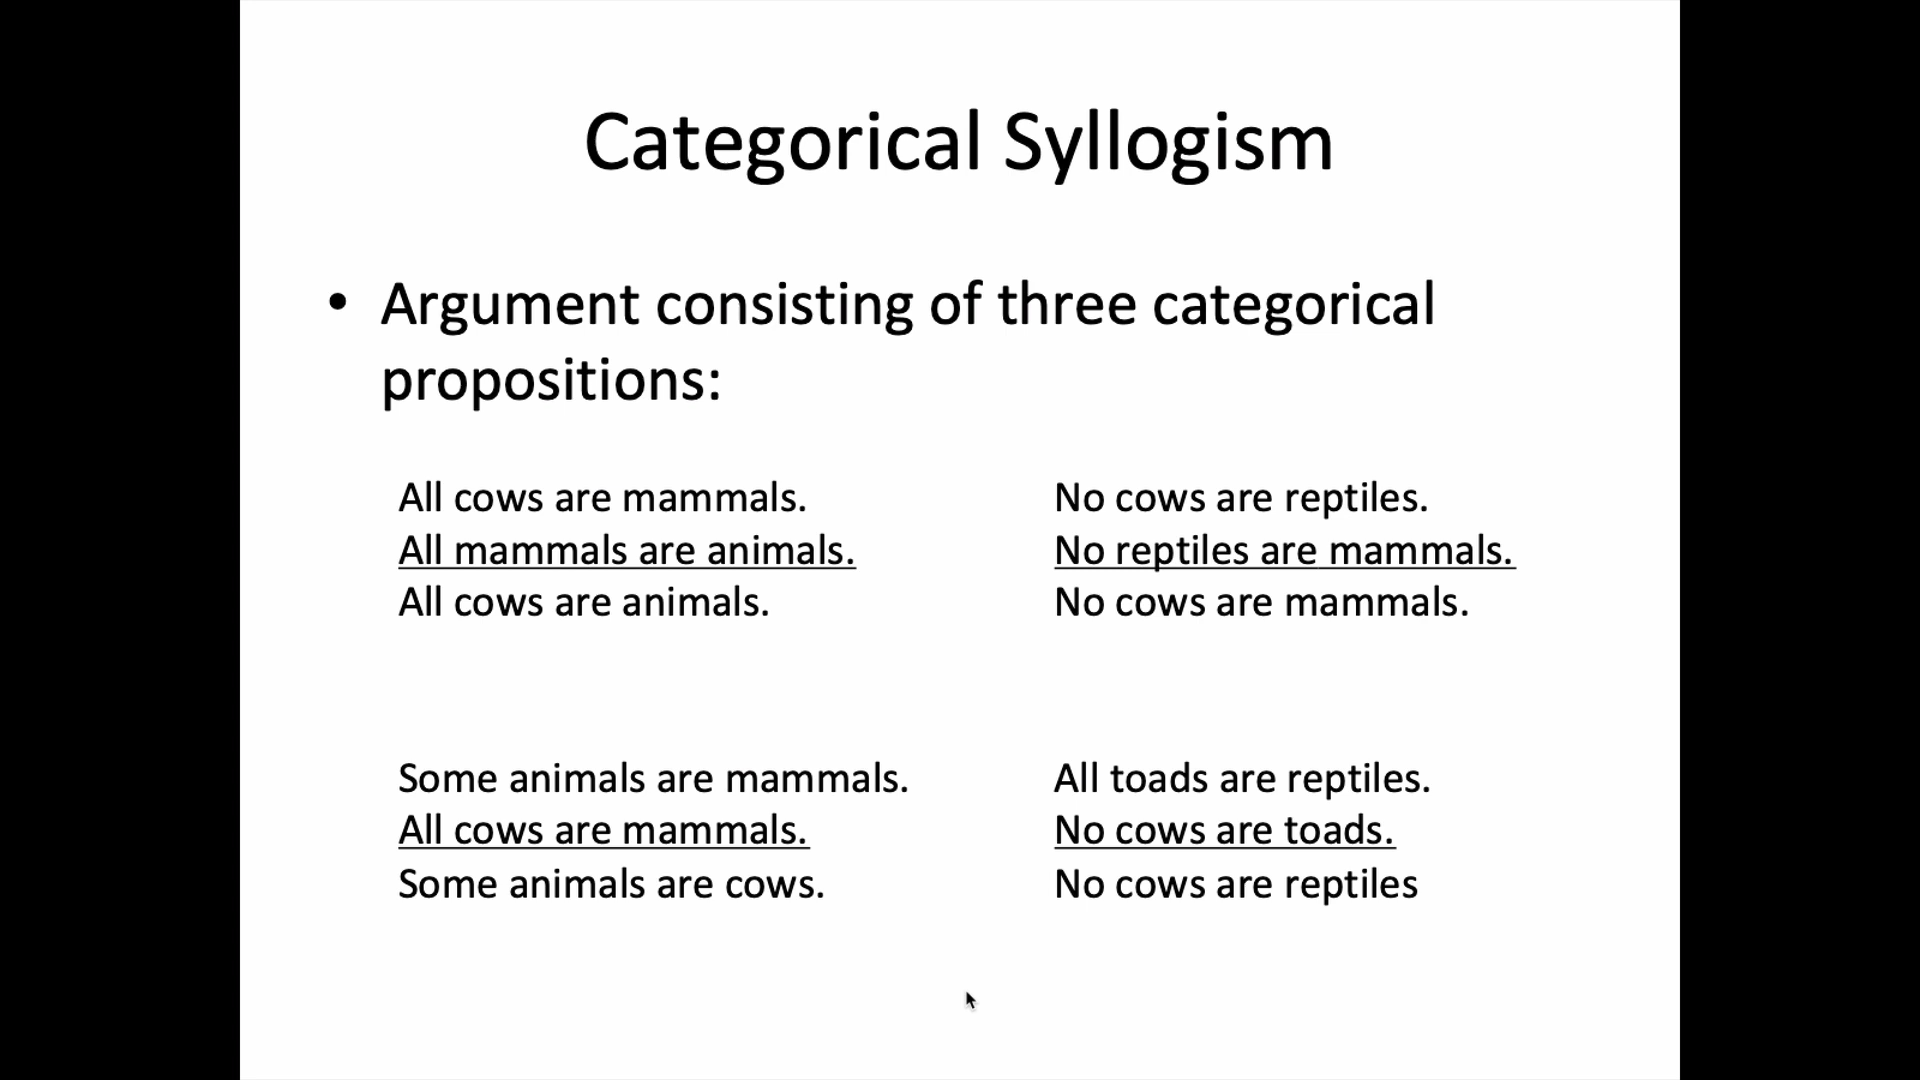 Categorical Syllogism
• Argument consisting of three categorical
propositions:
All cows are mammals.
All mammals are animals.
All cows are animals.
No cows are reptiles.
No reptiles are mammals.
No cows are mammals.
Some animals are mammals.
All cows are mammals.
Some animals are cows.
All toads are reptiles.
No cows are toads.
No cows are reptiles